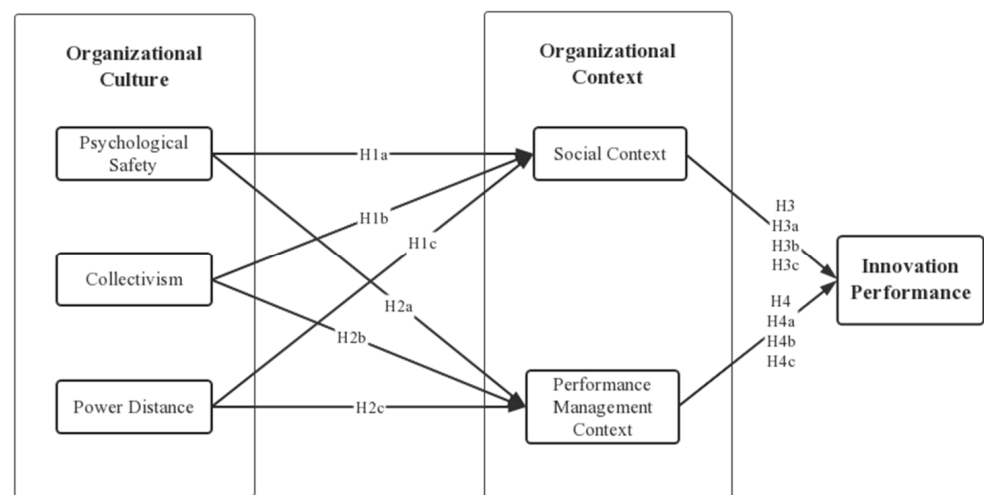 Organizational
Culture
Psychological
Safety
Collectivism
Power Distance
H1a
H1b
H1c
H2a
H2b
H2c
Organizational
Context
Social Context
Performance
Management
Context
H3
H3a
H3b
H3c
H4
H4a
H4b
H4c
Innovation
Performance